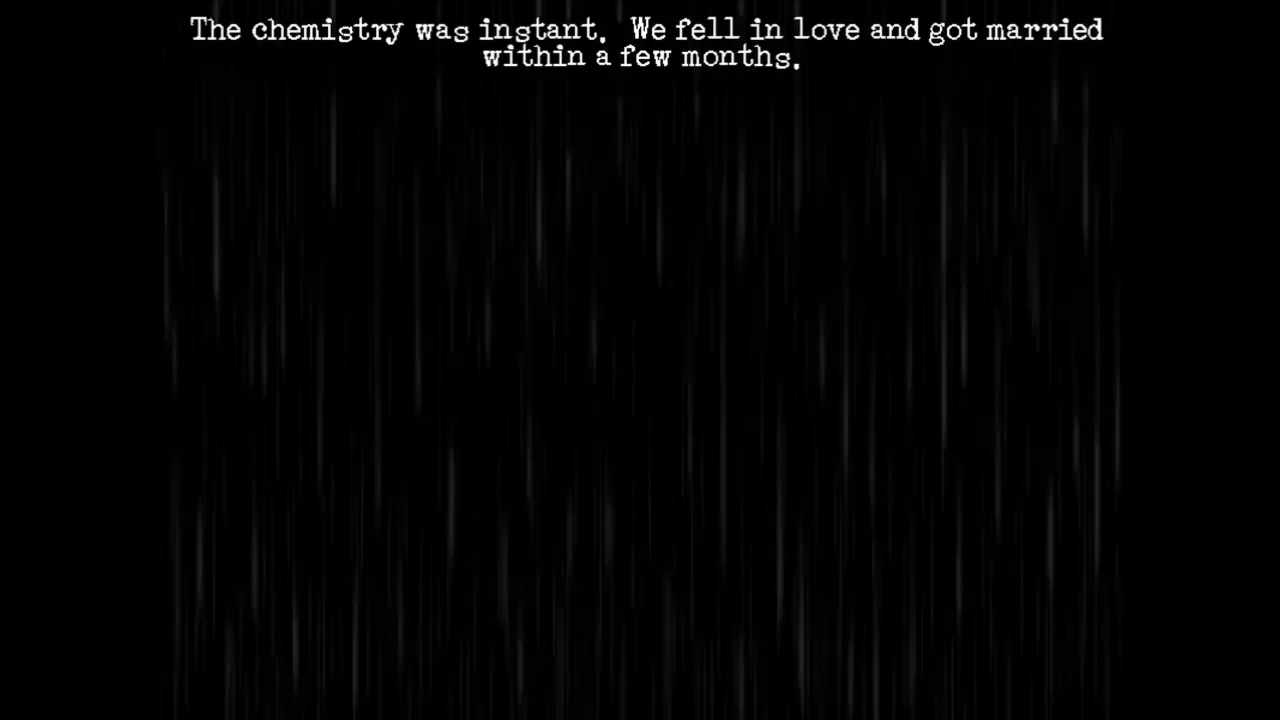 The chemistry was instant.  We fell in love and got married
within a few months.